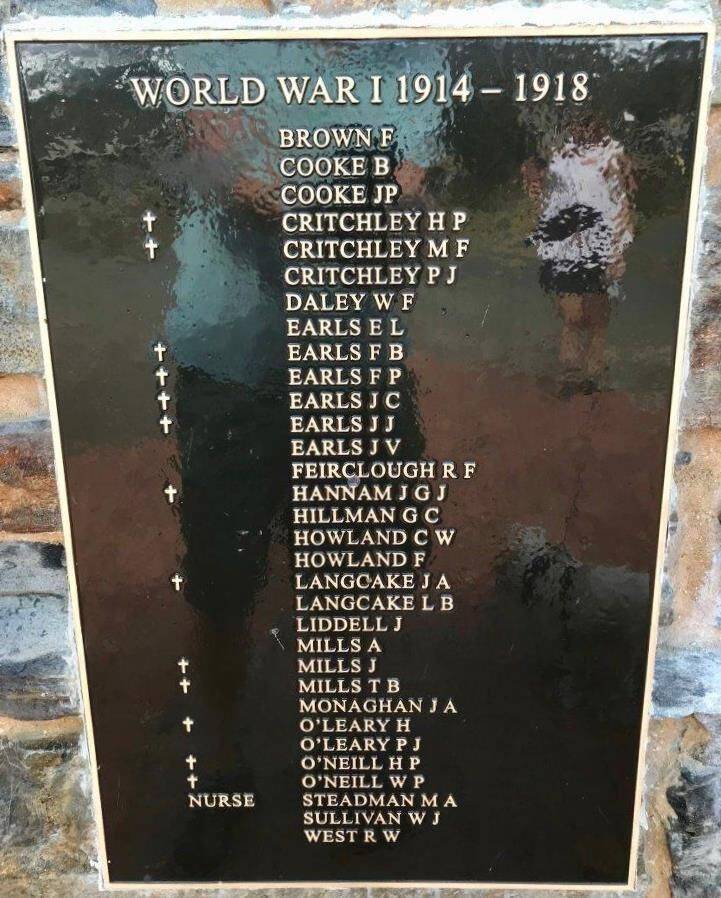 WORLD WAR I 1914 – 1918
BROWN F
COOKE B
COOKE JP
✝ CRITCHLEY H P
✝ CRITCHLEY M F
CRITCHLEY P J
DALEY W F
EARLS E L
✝ EARLS F B
✝ EARLS F P
✝ EARLS J C
✝ EARLS J J
EARLS J V
FEIRCLOUGH R F
✝ HANNAM J G J
HILLMAN G C
HOWLAND C W
HOWLAND F
✝ LANGCAKE J A
LANGCAKE L B
LIDDELL J
MILLS A
✝ MILLS J
✝ MILLS T B
MONAGHAN J A
✝ O'LEARY H
O'LEARY P J
✝ O'NEILL H P
✝ O'NEILL W P
NURSE STEADMAN M A
SULLIVAN W J
WEST R W